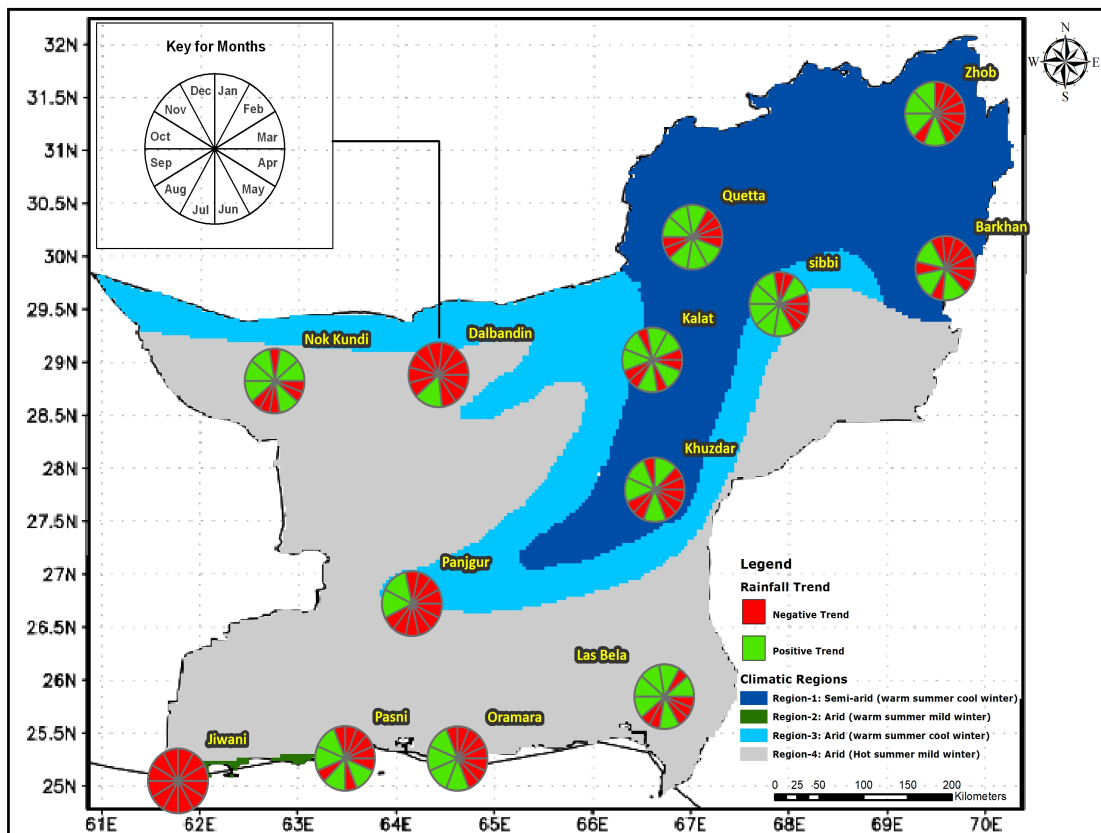 Key for Months
Dec Jan
Nov Feb
Oct Mar
Sep Apr
Aug May
Jul Jun
N
W E
S
Zhob
Quetta
Barkhan
sibbi
Kalat
Nok Kundi
Dalbandin
Khuzdar
Panjgur
Las Bela
Pasni
Oramara
Jiwani
32N
31.5N
31N
30.5N
30N
29.5N
29N
28.5N
28N
27.5N
27N
26.5N
26N
25.5N
25N
61E 62E 63E 64E 65E 66E 67E 68E 69E 70E
Legend
Rainfall Trend
Negative Trend
Positive Trend
Climatic Regions
Region-1: Semi-arid (warm summer cool winter)
Region-2: Arid (warm summer mild winter)
Region-3: Arid (warm summer cool winter)
Region-4: Arid (Hot summer mild winter)
0 25 50 100 150 200
Kilometers